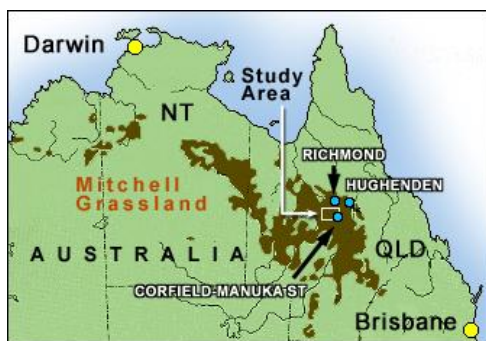 Darwin
Study
Area
NT
RICHMOND
HUGHENDEN
Mitchell
Grassland
AUSTRALIA
QLD
CORFIELD-MANUKA ST
Brisbane